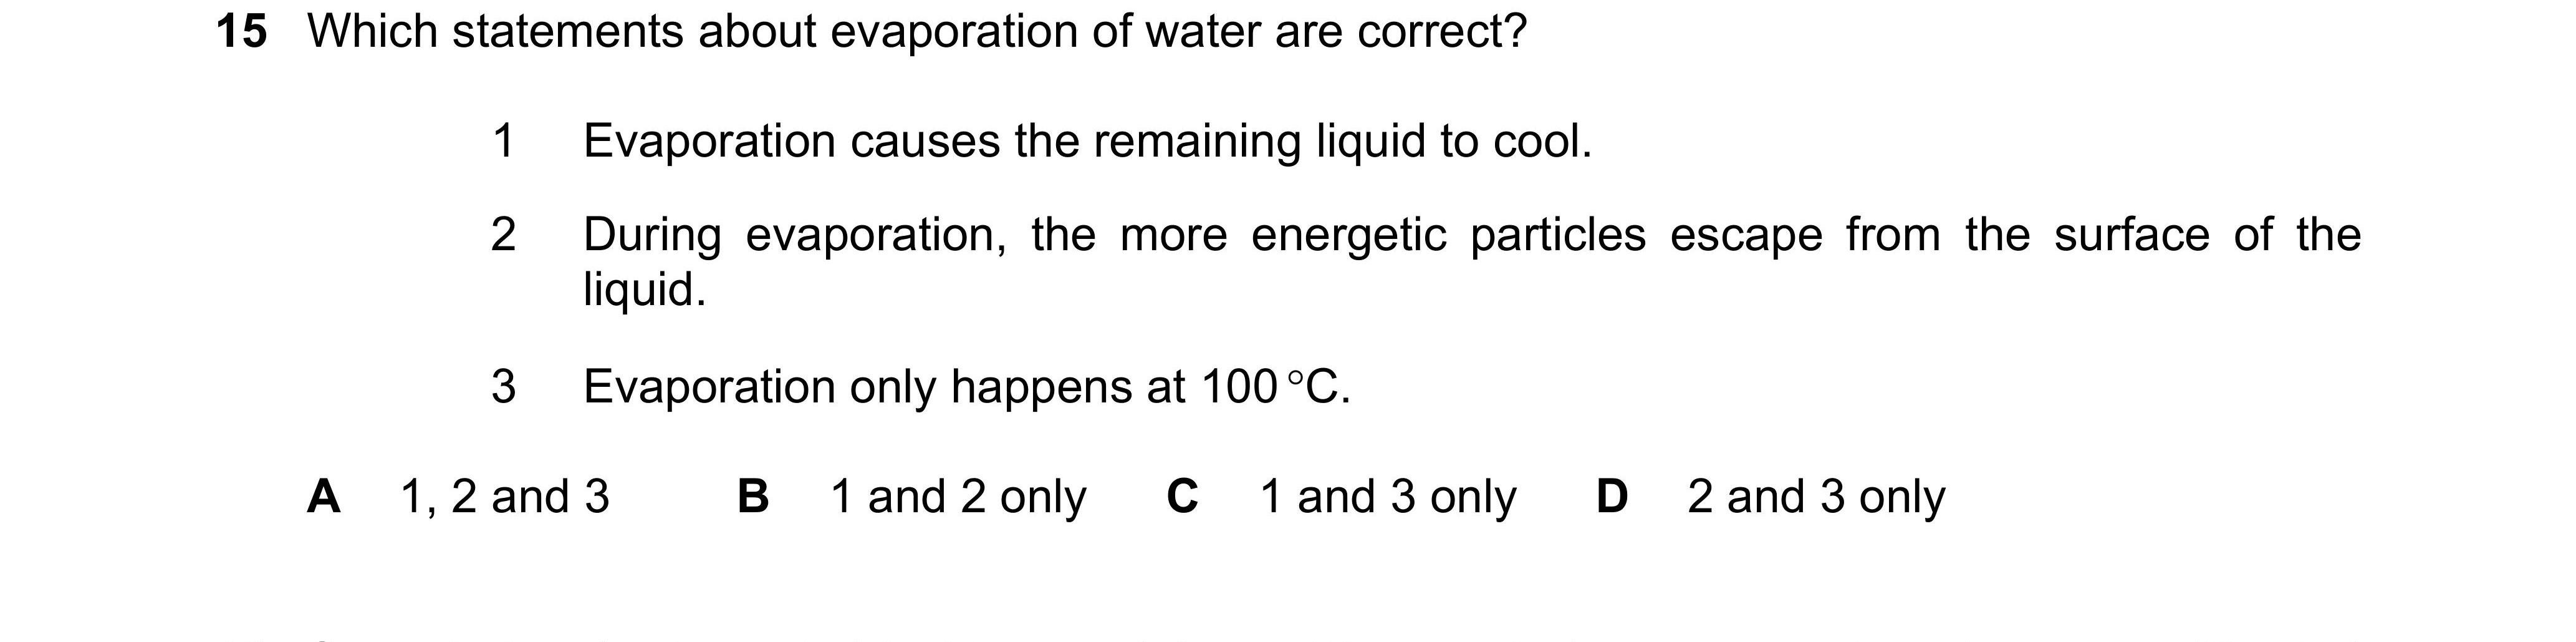 15 Which statements about evaporation of water are correct?
1 Evaporation causes the remaining liquid to cool.
2 During evaporation, the more energetic particles escape from the surface of the
liquid.
3 Evaporation only happens at 100 °C.
A 1, 2 and 3 B 1 and 2 only C 1 and 3 only D 2 and 3 only